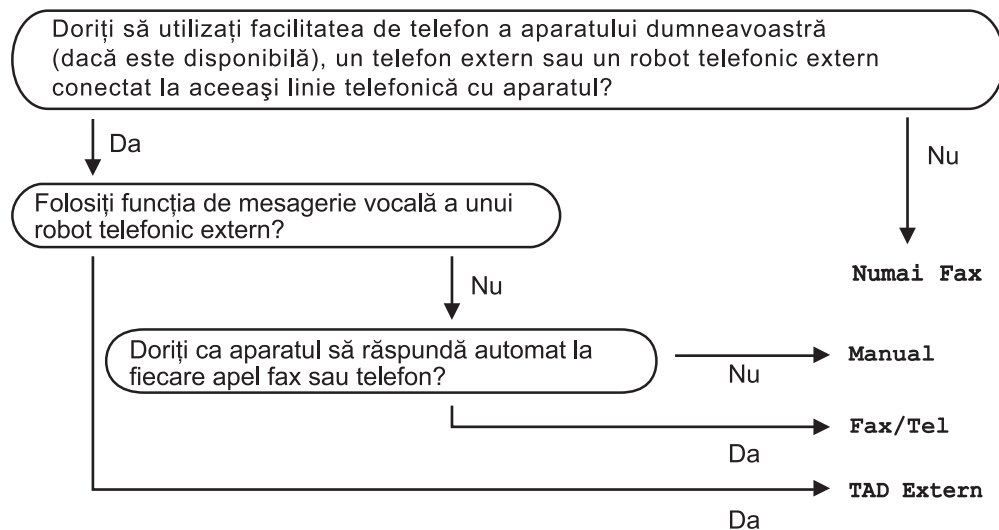 Doriți să utilizați facilitatea de telefon a aparatului dumneavoastră
(dacă este disponibilă), un telefon extern sau un robot telefonic extern
conectat la aceeaşi linie telefonică cu aparatul?
Da
Nu
Folosiți funcția de mesagerie vocală a unui
robot telefonic extern?
Numai Fax
Nu
Doriți ca aparatul să răspundă automat la
fiecare apel fax sau telefon?
Manual
Nu
Fax/Tel
Da
TAD Extern
Da